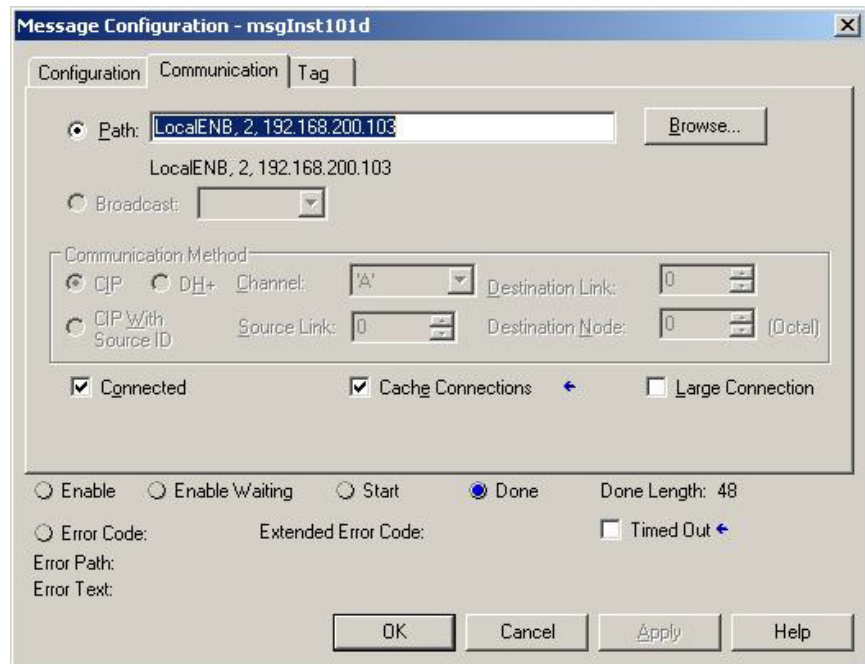 Message Configuration - msgInst101d
Configuration Communication Tag
Path: LocalENB, 2, 192.168.200.103 Browse...
LocalENB, 2, 192.168.200.103
Broadcast:
Communication Method
CIP DH+ Channel: 'A' Destination Link: 0
CIP With Source ID Source Link: 0 Destination Node: 0 (Octal)
Connected Cache Connections Large Connection
Enable Enable Waiting Start Done Done Length: 48
Error Code: Extended Error Code: Timed Out
Error Path:
Error Text:
OK Cancel Apply Help